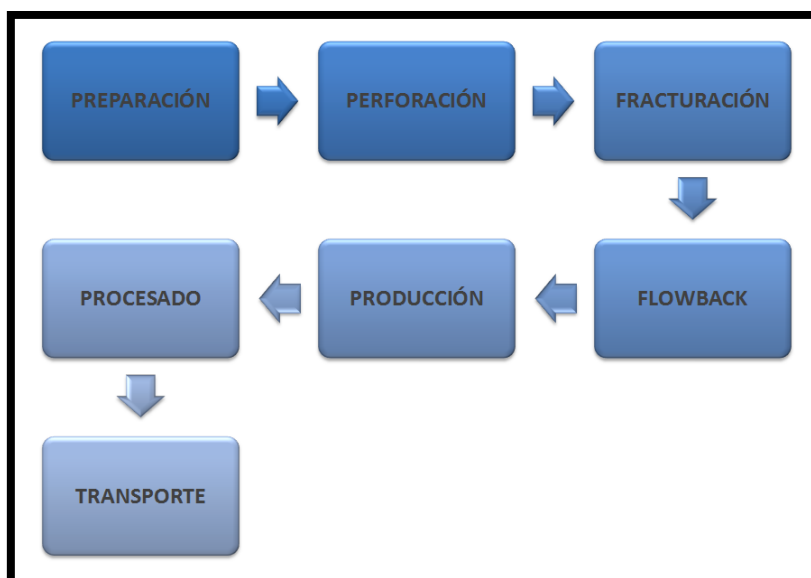 PREPARACIÓN
PERFORACIÓN
FRACTURACIÓN
FLOWBACK
PRODUCCIÓN
PROCESADO
TRANSPORTE